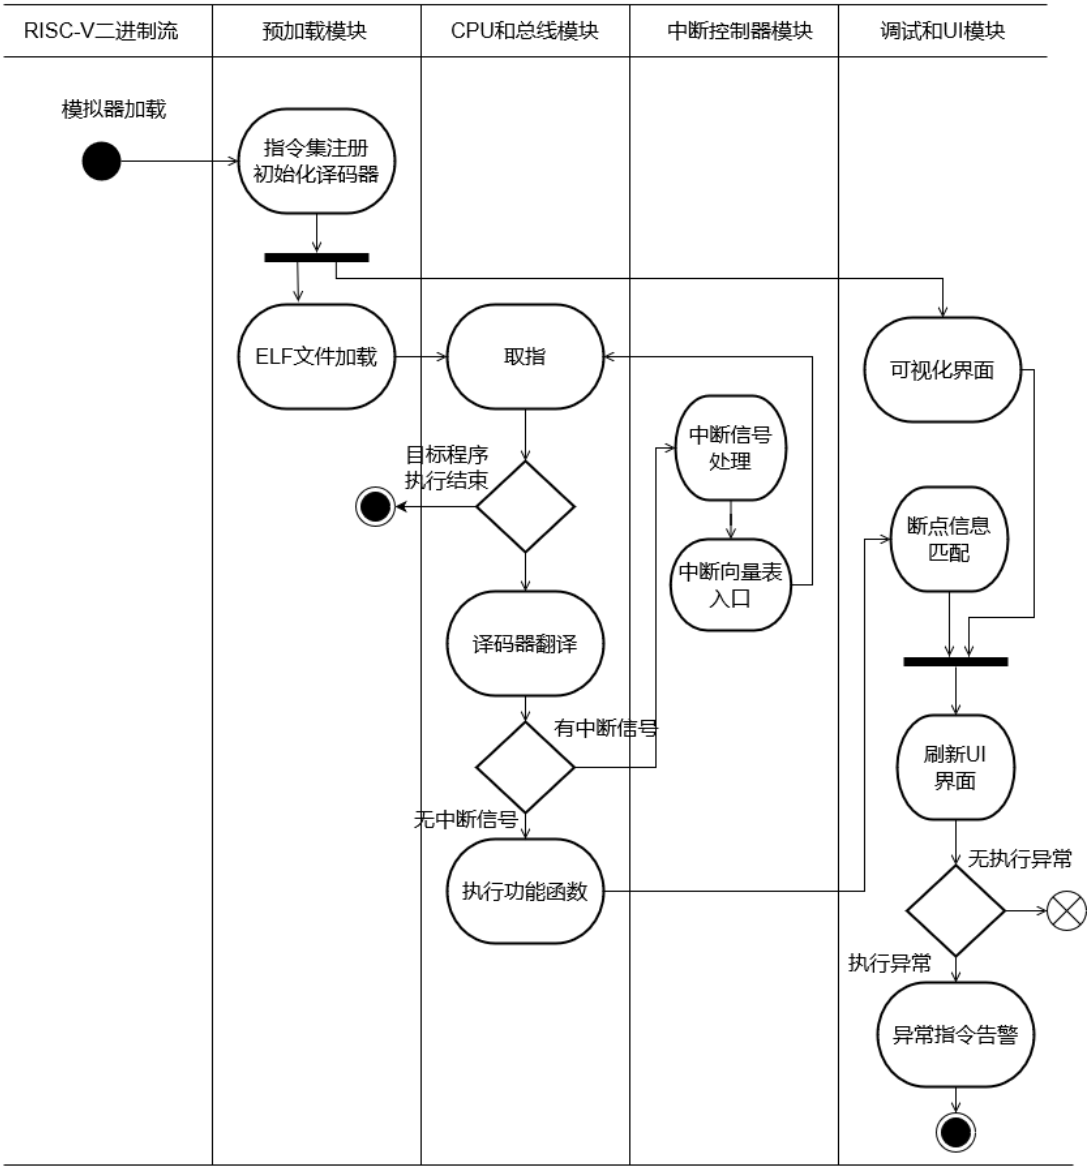 RISC-V二进制流
预加载模块
CPU和总线模块
中断控制器模块
调试和UI模块
模拟器加载
指令集注册
初始化译码器
ELF文件加载
取指
可视化界面
目标程序
执行结束
中断信号
处理
断点信息
匹配
中断向量表
入口
译码器翻译
有中断信号
刷新UI
界面
无中断信号
执行功能函数
无执行异常
执行异常
异常指令告警